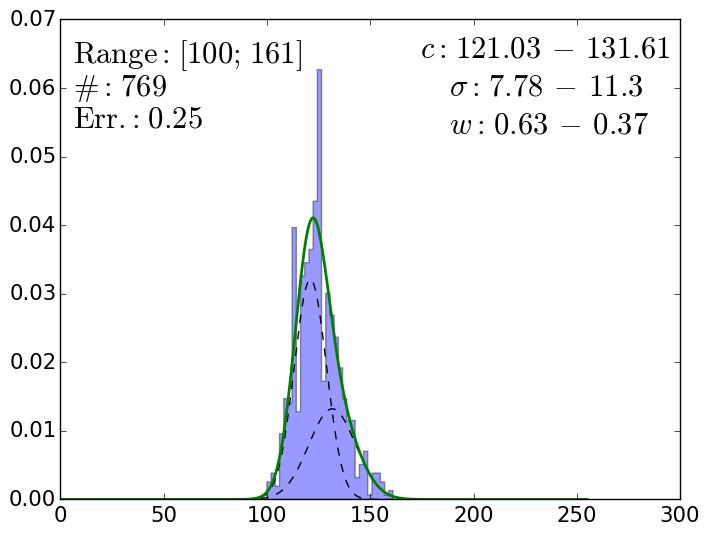 0.07
0.06
0.05
0.04
0.03
0.02
0.01
0.00
Range: [100; 161]
#: 769
Err.: 0.25
c: 121.03 − 131.61
σ: 7.78 − 11.3
w: 0.63 − 0.37
0 50 100 150 200 250 300